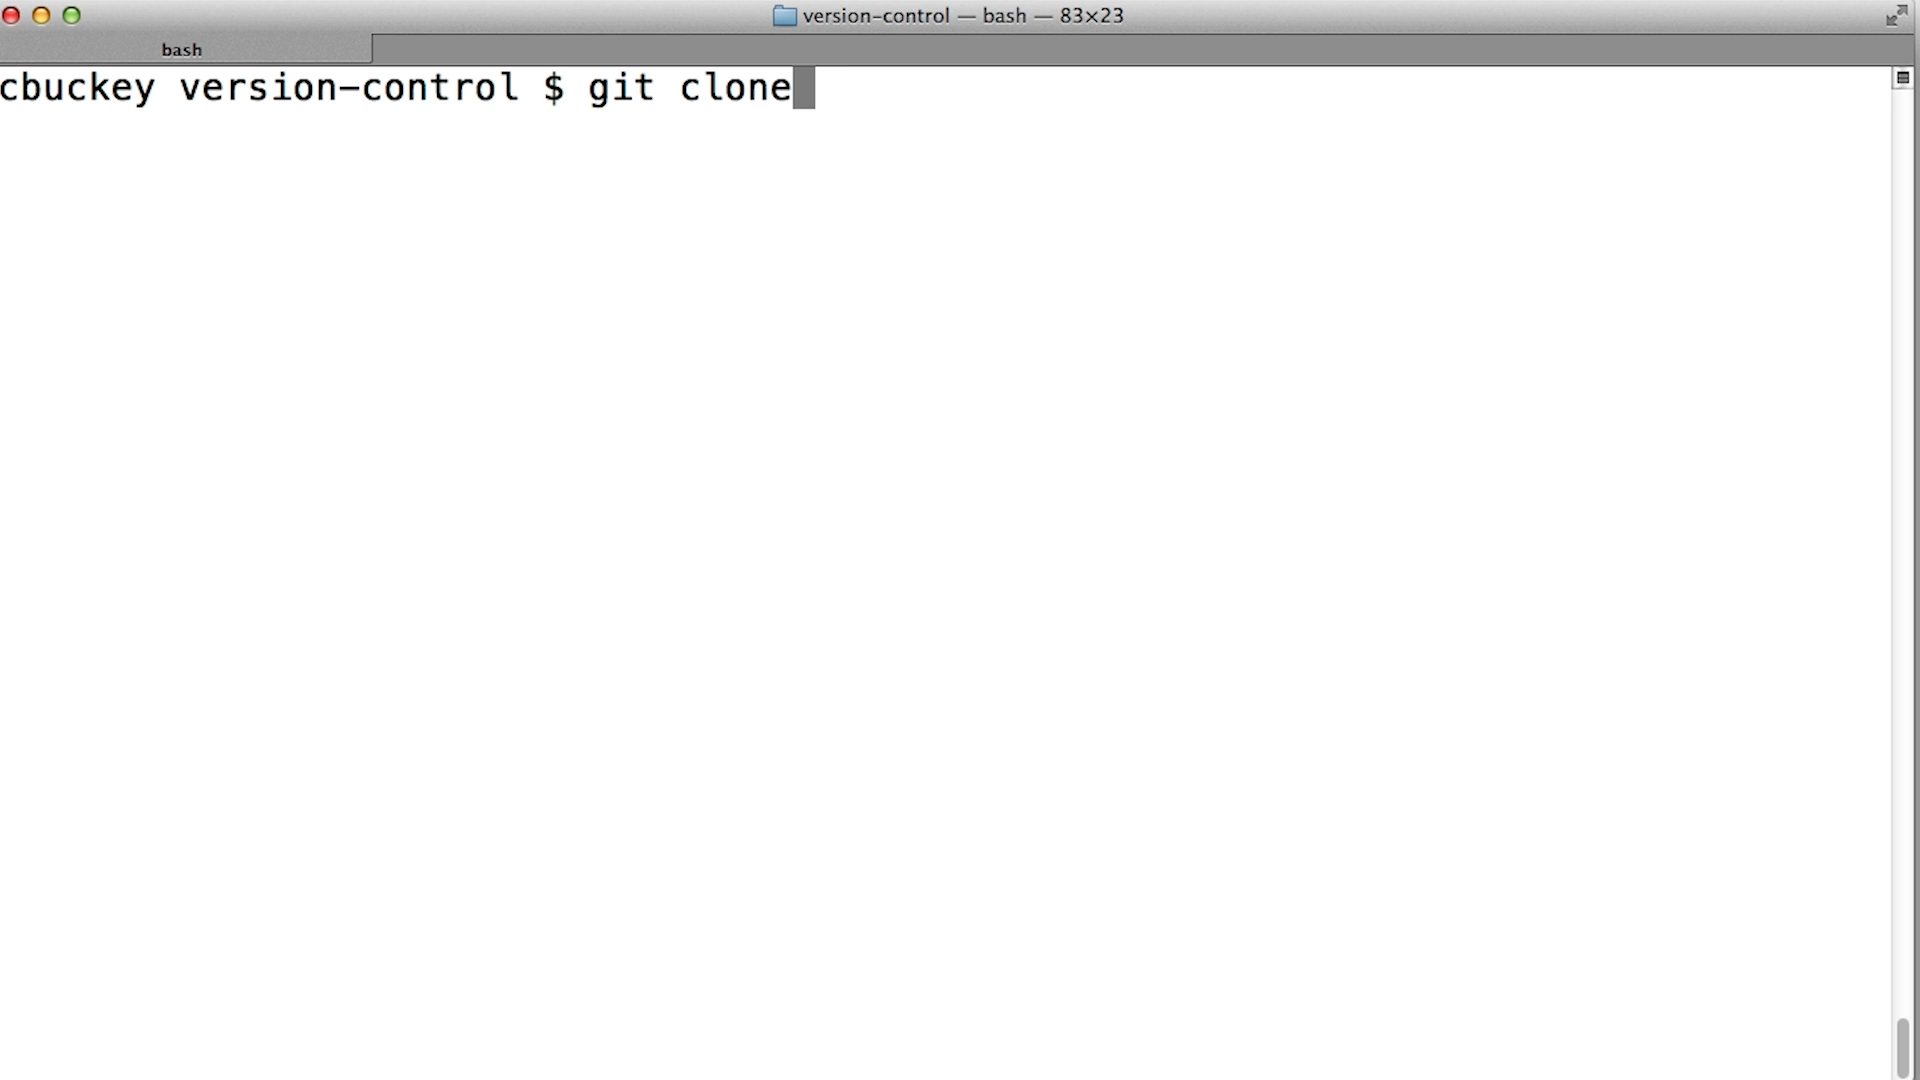 version-control — bash — 83×23
bash
cbuckey version-control $ git clone